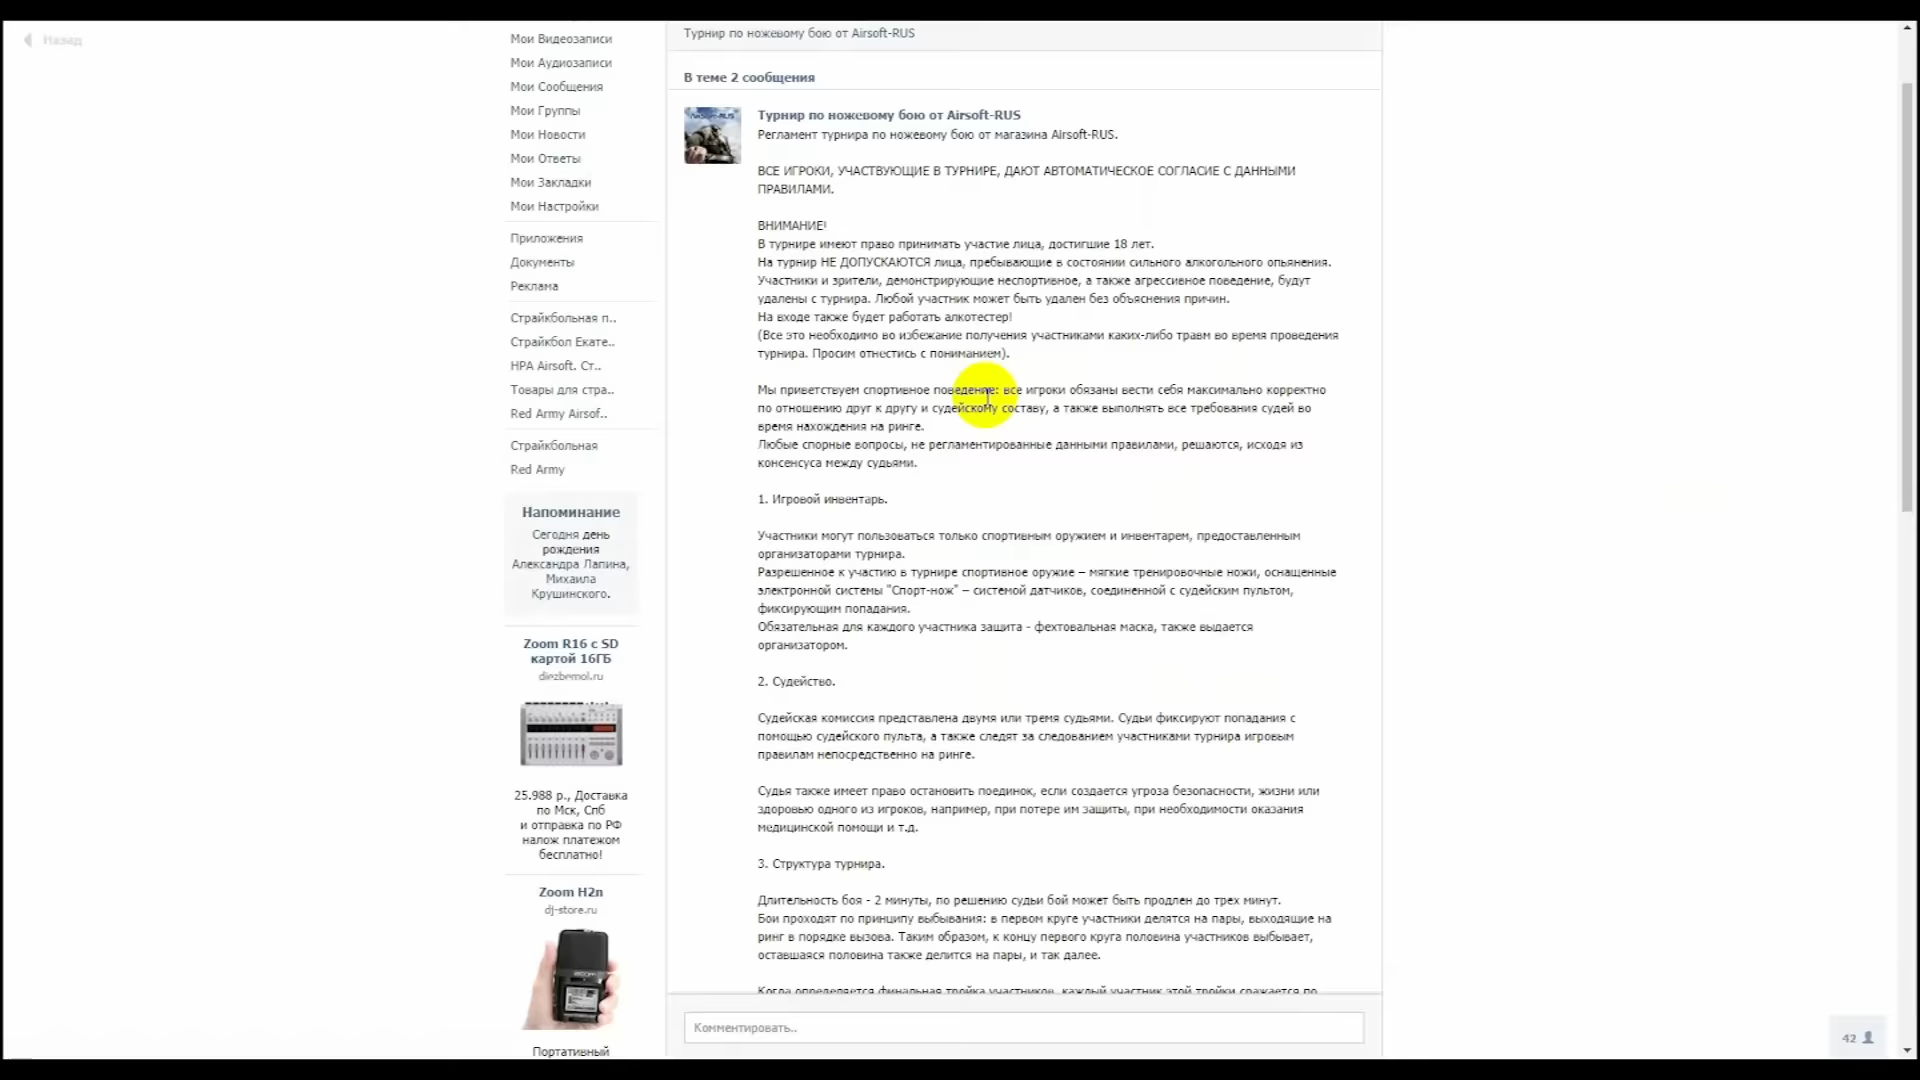 Назад
Мои Видеозаписи
Мои Аудиозаписи
Мои Сообщения
Мои Группы
Мои Новости
Мои Ответы
Мои Закладки
Мои Настройки
Приложения
Документы
Реклама
Страйкбольная п..
Страйкбол Екате..
HPA Airsoft. Ст..
Товары для стра..
Red Army Airsof..
Страйкбольная
Red Army
Напоминание
Сегодня день
рождения
Александра Лапина,
Михаила
Крушинского.
Zoom R16 с SD
картой 16ГБ
diezbemol.ru
25.988 р., Доставка
по Мск, Спб
и отправка по РФ
налож платежом
бесплатно!
Zoom H2n
dj-store.ru
Портативный
Турнир по ножевому бою от Airsoft-RUS
В теме 2 сообщения
Турнир по ножевому бою от Airsoft-RUS
Регламент турнира по ножевому бою от магазина Airsoft-RUS.
ВСЕ ИГРОКИ, УЧАСТВУЮЩИЕ В ТУРНИРЕ, ДАЮТ АВТОМАТИЧЕСКОЕ СОГЛАСИЕ С ДАННЫМИ
ПРАВИЛАМИ.
ВНИМАНИЕ!
В турнире имеют право принимать участие лица, достигшие 18 лет.
На турнир НЕ ДОПУСКАЮТСЯ лица, пребывающие в состоянии сильного алкогольного опьянения.
Участники и зрители, демонстрирующие неспортивное, а также агрессивное поведение, будут
удалены с турнира. Любой участник может быть удален без объяснения причин.
На входе также будет работать алкотестер!
(Все это необходимо во избежание получения участниками каких-либо травм во время проведения
турнира. Просим отнестись с пониманием).
Мы приветствуем спортивное поведение: все игроки обязаны вести себя максимально корректно
по отношению друг к другу и судейскому составу, а также выполнять все требования судей во
время нахождения на ринге.
Любые спорные вопросы, не регламентированные данными правилами, решаются, исходя из
консенсуса между судьями.
1. Игровой инвентарь.
Участники могут пользоваться только спортивным оружием и инвентарем, предоставленным
организаторами турнира.
Разрешенное к участию в турнире спортивное оружие – мягкие тренировочные ножи, оснащенные
электронной системы "Спорт-нож" – системой датчиков, соединенной с судейским пультом,
фиксирующим попадания.
Обязательная для каждого участника защита - фехтовальная маска, также выдается
организатором.
2. Судейство.
Судейская комиссия представлена двумя или тремя судьями. Судьи фиксируют попадания с
помощью судейского пульта, а также следят за следованием участниками турнира игровым
правилам непосредственно на ринге.
Судья также имеет право остановить поединок, если создается угроза безопасности, жизни или
здоровью одного из игроков, например, при потере им защиты, при необходимости оказания
медицинской помощи и т.д.
3. Структура турнира.
Длительность боя - 2 минуты, по решению судьи бой может быть продлен до трех минут.
Бои проходят по принципу выбывания: в первом круге участники делятся на пары, выходящие на
ринг в порядке вызова. Таким образом, к концу первого круга половина участников выбывает,
оставшаяся половина также делится на пары, и так далее.
Когда определяется финальная тройка участников, каждый участник этой тройки сражается по
Комментировать..
42